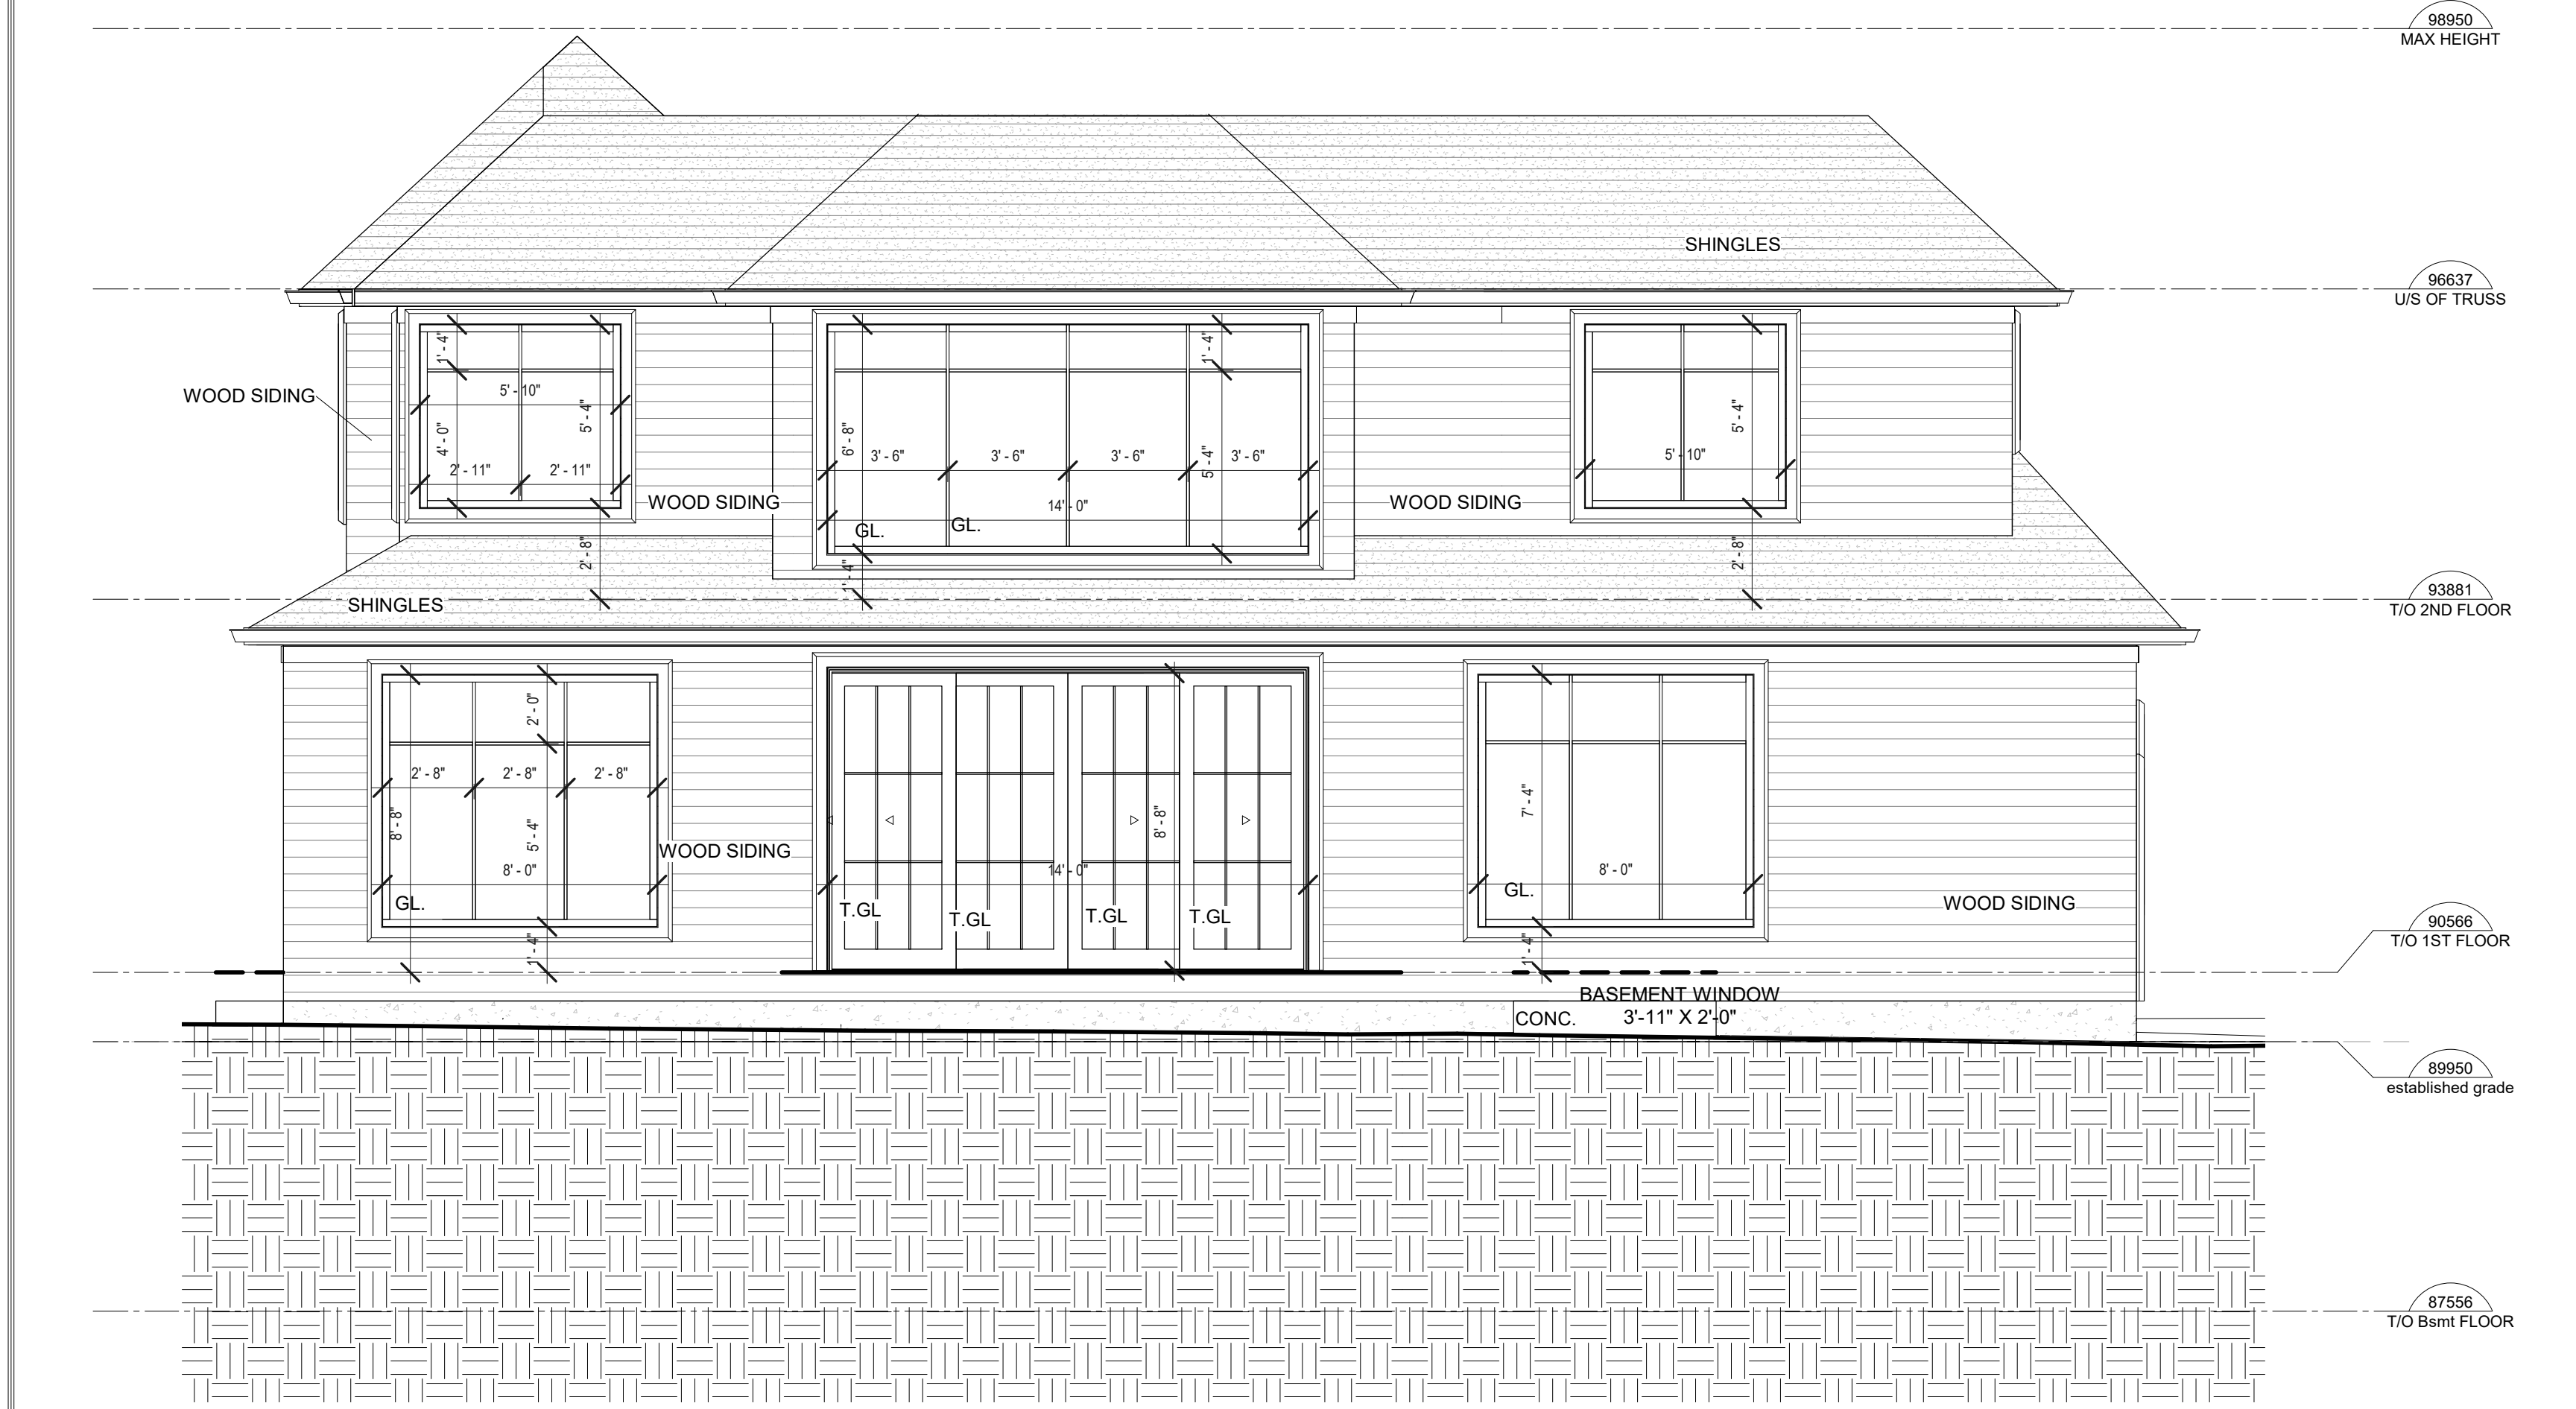 98950
MAX HEIGHT
SHINGLES
96637
U/S OF TRUSS
1' - 4"
1' - 4"
5' - 10"
5' - 4"
5' - 4"
WOOD SIDING
4' - 0"
6' - 8"
3' - 6"
3' - 6"
3' - 6"
5' - 4"
3' - 6"
5' - 10"
2' - 11"
2' - 11"
WOOD SIDING
14' - 0"
WOOD SIDING
GL.
GL.
2' - 8"
1' - 4"
2' - 8"
93881
T/O 2ND FLOOR
SHINGLES
2' - 0"
2' - 8"
2' - 8"
2' - 8"
7' - 4"
8' - 8"
5' - 4"
8' - 8"
WOOD SIDING
8' - 0"
14' - 0"
8' - 0"
GL.
GL.
T.GL
T.GL
T.GL
T.GL
WOOD SIDING
90566
T/O 1ST FLOOR
1' - 4"
1' - 4"
BASEMENT WINDOW
CONC.
3'-11" X 2'-0"
89950
established grade
87556
T/O Bsmt FLOOR